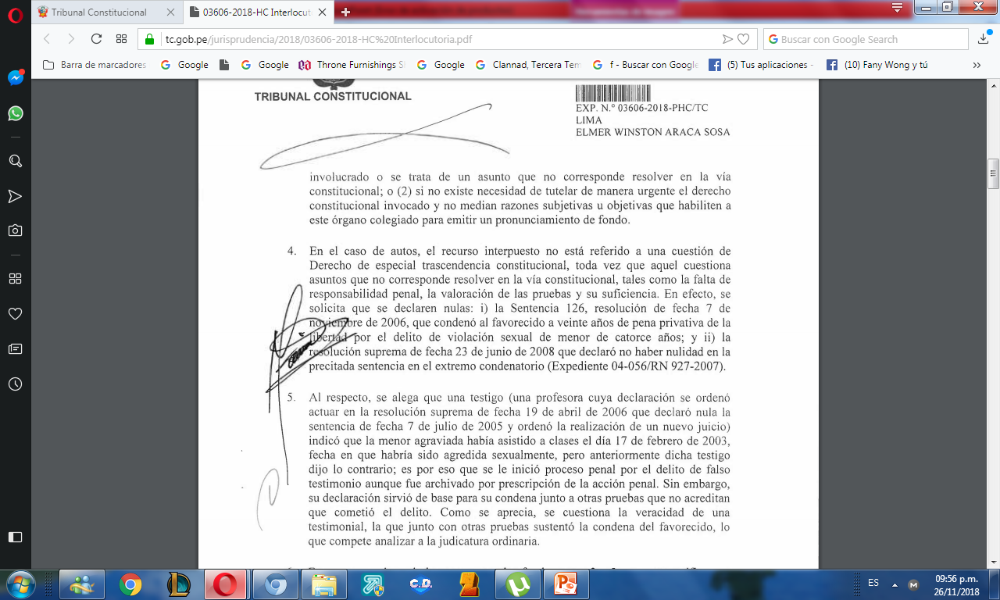 Tribunal Constitucional
03606-2018-HC Interlocuto
tc.gob.pe/jurisprudencia/2018/03606-2018-HC%20Interlocutoria.pdf
Buscar con Google Search
Barra de marcadores
Google
Google
Throne Furnishings S
Google
Clannad, Tercera Tem
f - Buscar con Google
(5) Tus aplicaciones -
(10) Fany Wong y tú
TRIBUNAL CONSTITUCIONAL
EXP. N.° 03606-2018-PHC/TC
LIMA
ELMER WINSTON ARACA SOSA
involucrado o se trata de un asunto que no corresponde resolver en la vía
constitucional; o (2) si no existe necesidad de tutelar de manera urgente el derecho
constitucional invocado y no median razones subjetivas u objetivas que habiliten a
este órgano colegiado para emitir un pronunciamiento de fondo.
4. En el caso de autos, el recurso interpuesto no está referido a una cuestión de
Derecho de especial trascendencia constitucional, toda vez que aquel cuestiona
asuntos que no corresponde resolver en la vía constitucional, tales como la falta de
responsabilidad penal, la valoración de las pruebas y su suficiencia. En efecto, se
solicita que se declaren nulas: i) la Sentencia 126, resolución de fecha 7 de
noviembre de 2006, que condenó al favorecido a veinte años de pena privativa de la
libertad por el delito de violación sexual de menor de catorce años; y ii) la
resolución suprema de fecha 23 de junio de 2008 que declaró no haber nulidad en la
precitada sentencia en el extremo condenatorio (Expediente 04-056/RN 927-2007).
5. Al respecto, se alega que una testigo (una profesora cuya declaración se ordenó
actuar en la resolución suprema de fecha 19 de abril de 2006 que declaró nula la
sentencia de fecha 7 de julio de 2005 y ordenó la realización de un nuevo juicio)
indicó que la menor agraviada había asistido a clases el día 17 de febrero de 2003,
fecha en que habría sido agredida sexualmente, pero anteriormente dicha testigo
dijo lo contrario; es por eso que se le inició proceso penal por el delito de falso
testimonio aunque fue archivado por prescripción de la acción penal. Sin embargo,
su declaración sirvió de base para su condena junto a otras pruebas que no acreditan
que cometió el delito. Como se aprecia, se cuestiona la veracidad de una
testimonial, la que junto con otras pruebas sustentó la condena del favorecido, lo
que compete analizar a la judicatura ordinaria.
C.D.
ES
09:56 p.m.
26/11/2018